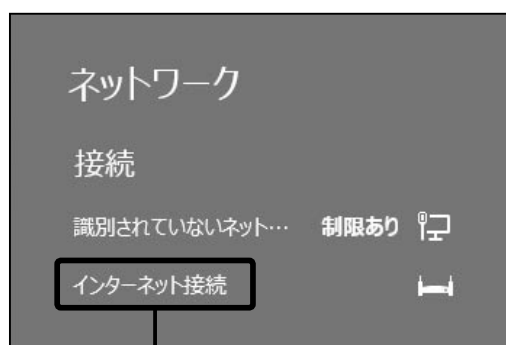 ネットワーク
接続
識別されていないネット… 制限あり
インターネット接続